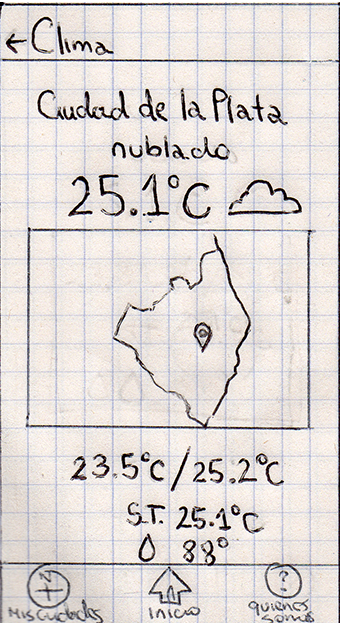 ←Clima
Ciudad de la Plata
nublado
25.1°C
23.5°C/25.2°C
S.T. 25.1°C
88°
N
?
Mis ciudades
inicio
quienes
somos